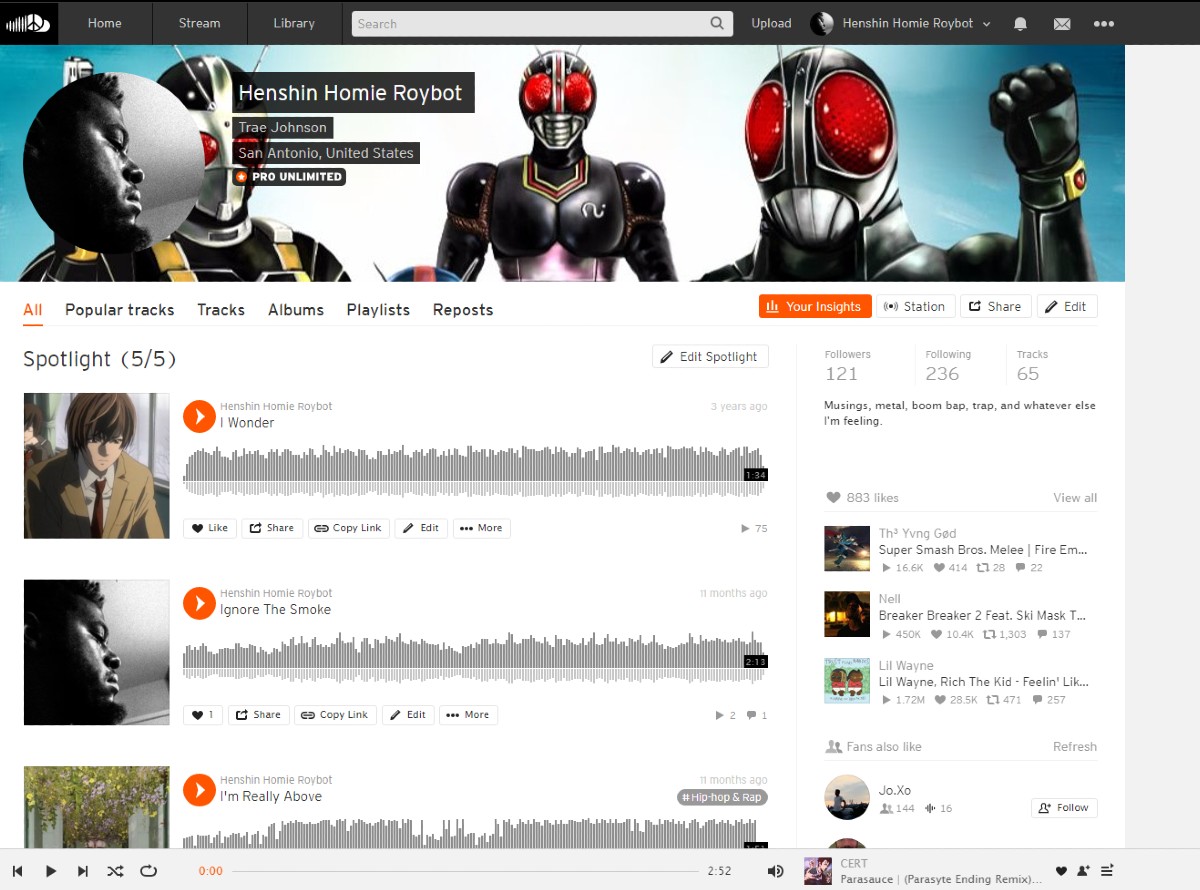 Home
Stream
Library
Search
Upload
Henshin Homie Roybot
Henshin Homie Roybot
Trae Johnson
San Antonio, United States
PRO UNLIMITED
All
Popular tracks
Tracks
Albums
Playlists
Reposts
Your Insights
Station
Share
Edit
Spotlight (5/5)
Edit Spotlight
Henshin Homie Roybot
3 years ago
I Wonder
1:34
Like
Share
Copy Link
Edit
More
75
Henshin Homie Roybot
11 months ago
Ignore The Smoke
2:13
1
Share
Copy Link
Edit
More
2
1
Henshin Homie Roybot
11 months ago
I'm Really Above
#Hip-hop & Rap
Followers
121
Following
236
Tracks
65
Musings, metal, boom bap, trap, and whatever else
I'm feeling.
883 likes
View all
Th³ Yvng Gød
Super Smash Bros. Melee | Fire Em...
16.6K
414
28
22
Nell
Breaker Breaker 2 Feat. Ski Mask T...
450K
10.4K
1,303
137
Lil Wayne
Lil Wayne, Rich The Kid - Feelin' Lik...
1.72M
28.5K
471
257
Fans also like
Refresh
Jo.Xo
144
16
Follow
0:00
2:52
CERT
Parasauce | (Parasyte Ending Remix)...